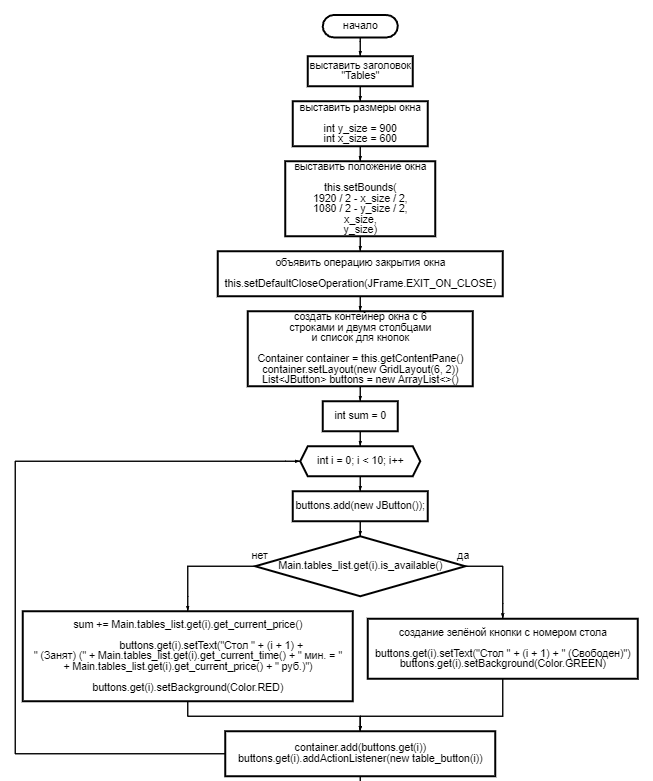 начало
выставить заголовок
"Tables"
выставить размеры окна
int y_size = 900
int x_size = 600
выставить положение окна
this.setBounds(
1920 / 2 - x_size / 2,
1080 / 2 - y_size / 2,
x_size,
y_size)
объявить операцию закрытия окна
this.setDefaultCloseOperation(JFrame.EXIT_ON_CLOSE)
создать контейнер окна с 6
строками и двумя столбцами
и список для кнопок
Container container = this.getContentPane()
container.setLayout(new GridLayout(6, 2))
List<JButton> buttons = new ArrayList<>()
int sum = 0
int i = 0; i < 10; i++
buttons.add(new JButton());
нет
Main.tables_list.get(i).is_available()
да
sum += Main.tables_list.get(i).get_current_price()
buttons.get(i).setText("Стол " + (i + 1) +
" (Занят) (" + Main.tables_list.get(i).get_current_time() + " мин. = "
+ Main.tables_list.get(i).get_current_price() + " руб.)")
buttons.get(i).setBackground(Color.RED)
создание зелёной кнопки с номером стола
buttons.get(i).setText("Стол " + (i + 1) + " (Свободен)")
buttons.get(i).setBackground(Color.GREEN)
container.add(buttons.get(i))
buttons.get(i).addActionListener(new table_button(i))